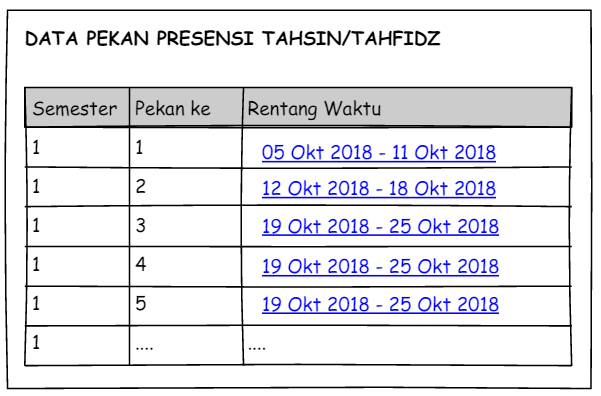 DATA PEKAN PRESENSI TAHSIN/TAHFIDZ
Semester Pekan ke Rentang Waktu
1 1 05 Okt 2018 - 11 Okt 2018
1 2 12 Okt 2018 - 18 Okt 2018
1 3 19 Okt 2018 - 25 Okt 2018
1 4 19 Okt 2018 - 25 Okt 2018
1 5 19 Okt 2018 - 25 Okt 2018
1 .... ....